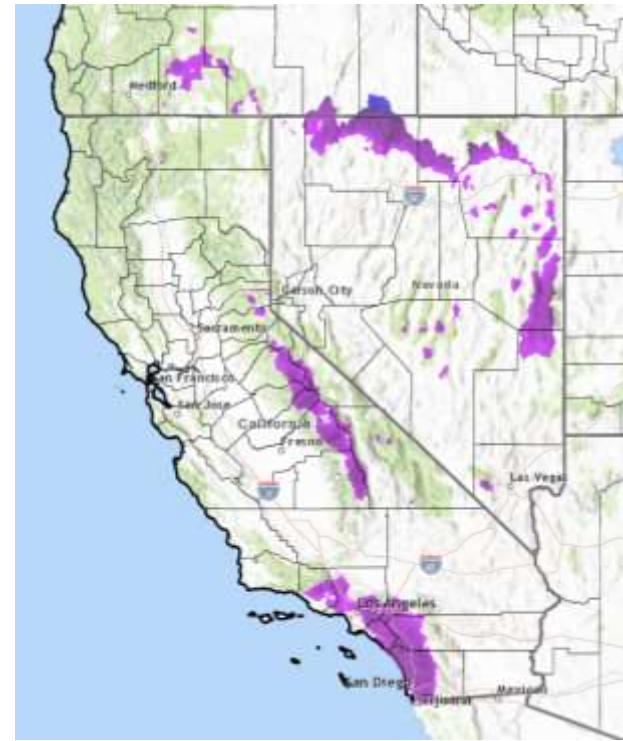 Medford
Carson City
Nevada
Sacramento
San Francisco
San Jose
California
Fresno
Las Vegas
Los Angeles
San Diego
Tijuana
Mexicali